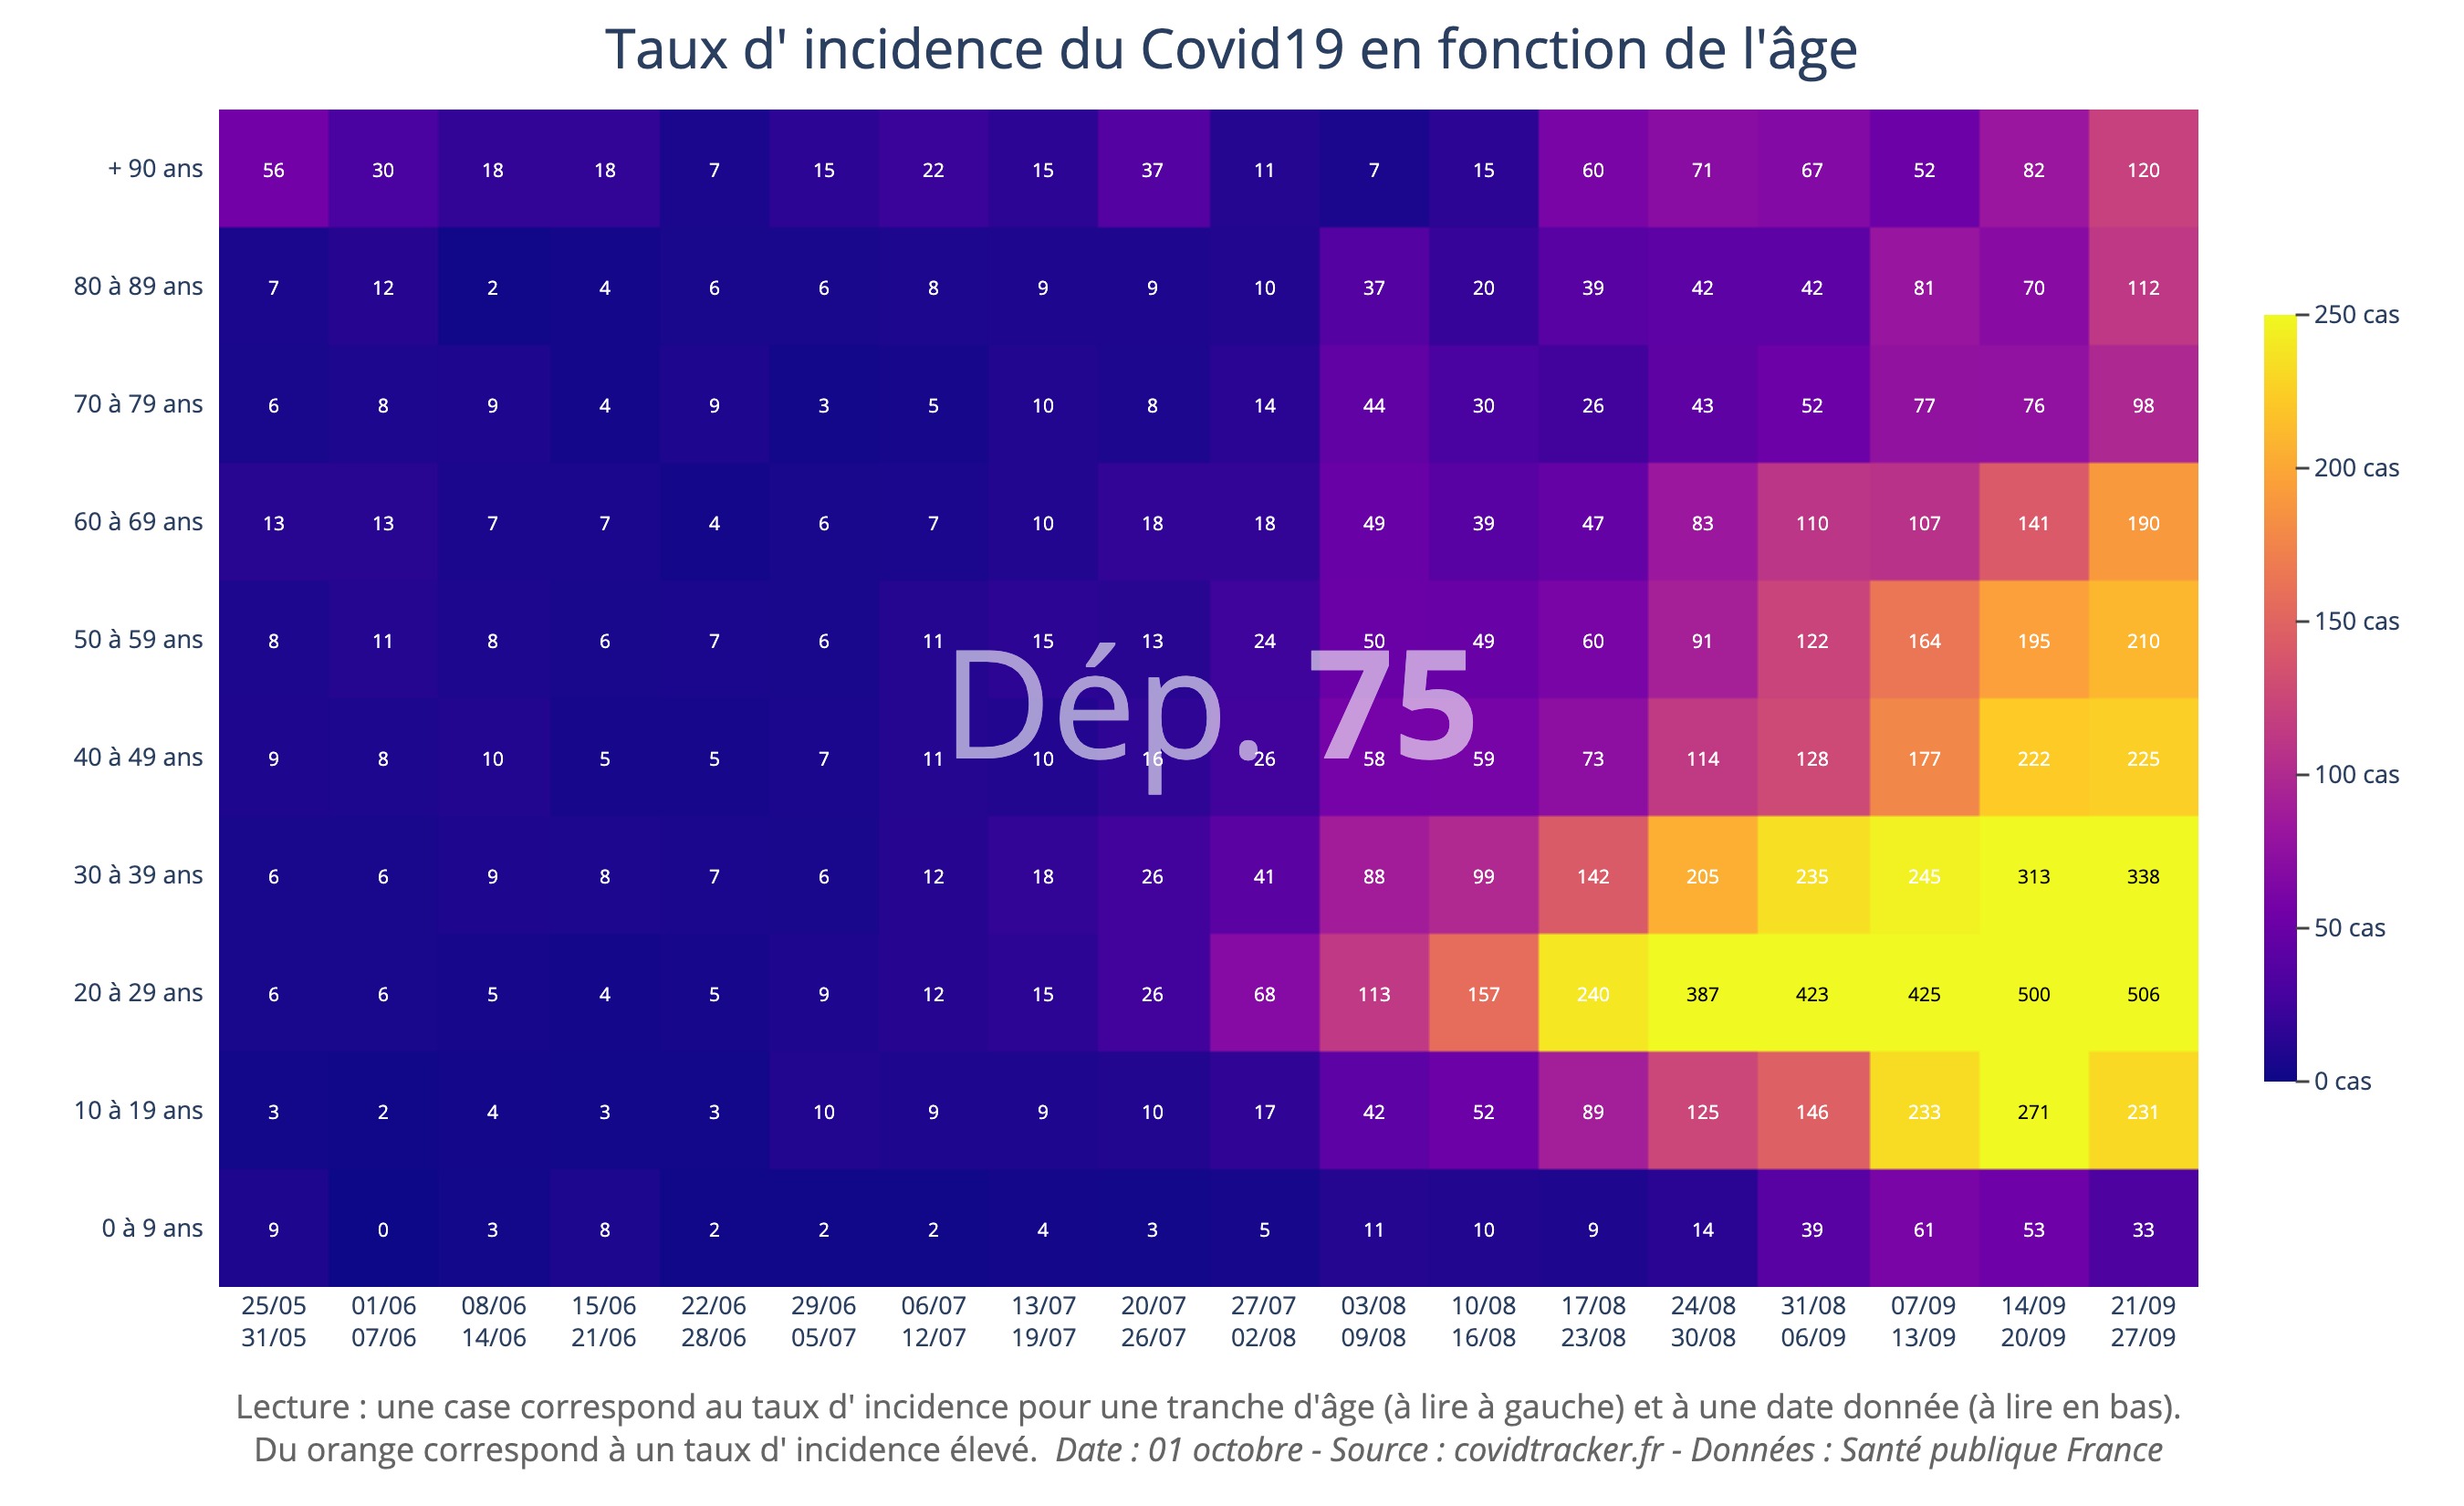 Taux d' incidence du Covid19 en fonction de l'âge
+ 90 ans 56 30 18 18 7 15 22 15 37 11 7 15 60 71 67 52 82 120
80 à 89 ans 7 12 2 4 6 6 8 9 9 10 37 20 39 42 42 81 70 112
70 à 79 ans 6 8 9 4 9 3 5 10 8 14 44 30 26 43 52 77 76 98
60 à 69 ans 13 13 7 7 4 6 7 10 18 18 49 39 47 83 110 107 141 190
50 à 59 ans 8 11 8 6 7 6 11 15 13 24 50 49 60 91 122 164 195 210
Dép. 75
40 à 49 ans 9 8 10 5 5 7 11 10 16 26 58 59 73 114 128 177 222 225
30 à 39 ans 6 6 9 8 7 6 12 18 26 41 88 99 142 205 235 245 313 338
20 à 29 ans 6 6 5 4 5 9 12 15 26 68 113 157 240 387 423 425 500 506
10 à 19 ans 3 2 4 3 3 10 9 9 10 17 42 52 89 125 146 233 271 231
0 à 9 ans 9 0 3 8 2 2 2 4 3 5 11 10 9 14 39 61 53 33
25/05 01/06 08/06 15/06 22/06 29/06 06/07 13/07 20/07 27/07 03/08 10/08 17/08 24/08 31/08 07/09 14/09 21/09
31/05 07/06 14/06 21/06 28/06 05/07 12/07 19/07 26/07 02/08 09/08 16/08 23/08 30/08 06/09 13/09 20/09 27/09
250 cas
200 cas
150 cas
100 cas
50 cas
0 cas
Lecture : une case correspond au taux d' incidence pour une tranche d'âge (à lire à gauche) et à une date donnée (à lire en bas).
Du orange correspond à un taux d' incidence élevé. Date : 01 octobre - Source : covidtracker.fr - Données : Santé publique France